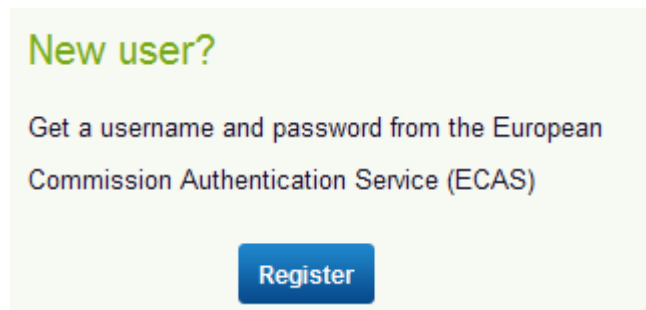 New user?
Get a username and password from the European
Commission Authentication Service (ECAS)
Register